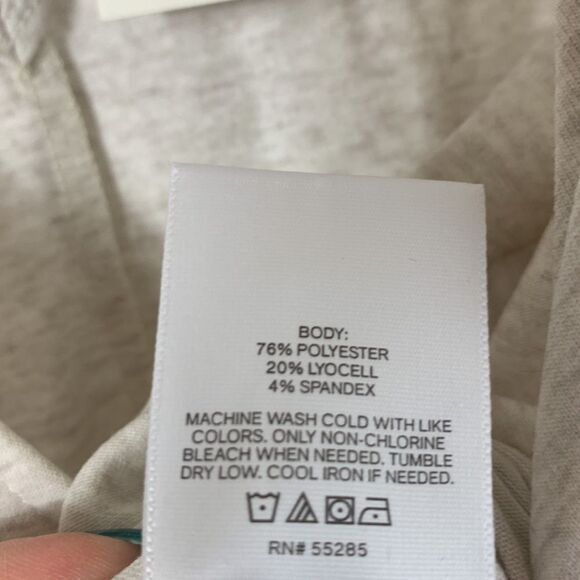 BODY:
76% POLYESTER
20% LYOCELL
4% SPANDEX
MACHINE WASH COLD WITH LIKE
COLORS. ONLY NON-CHLORINE
BLEACH WHEN NEEDED. TUMBLE
DRY LOW. COOL IRON IF NEEDED.
RN# 55285